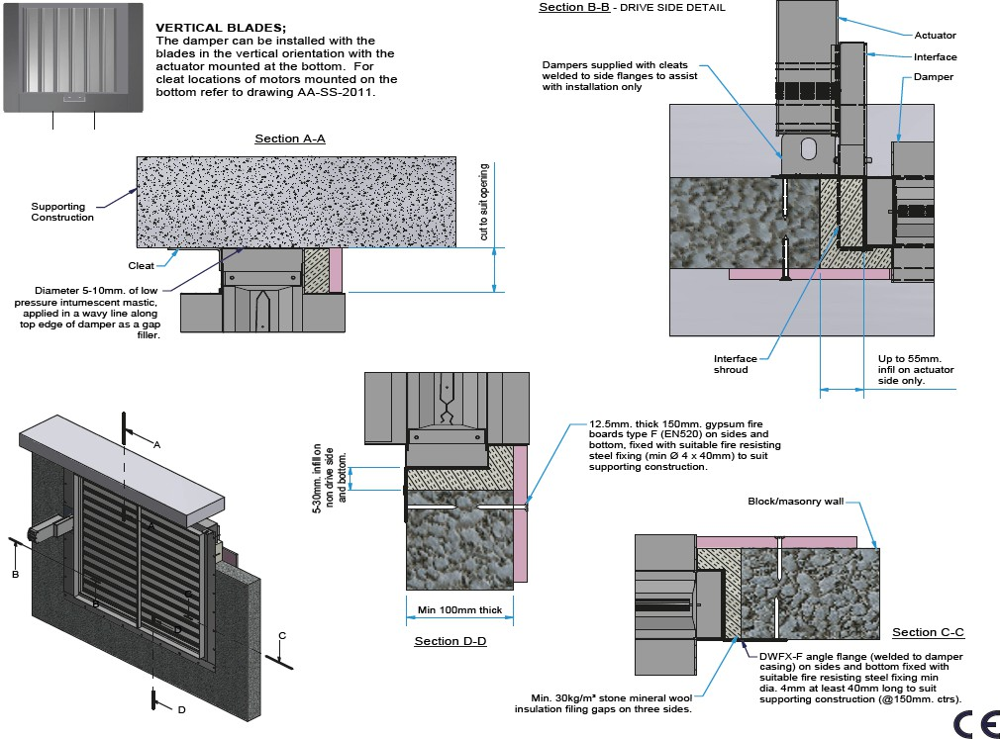 VERTICAL BLADES;
The damper can be installed with the
blades in the vertical orientation with the
actuator mounted at the bottom. For
cleat locations of motors mounted on the
bottom refer to drawing AA-SS-2011.
Section A-A
Supporting
Construction
cut to suit opening
Cleat
Diameter 5-10mm. of low
pressure intumescent mastic,
applied in a wavy line along
top edge of damper as a gap
filler.
Section B-B - DRIVE SIDE DETAIL
Actuator
Interface
Damper
Dampers supplied with cleats
welded to side flanges to assist
with installation only
Interface
shroud
Up to 55mm.
infil on actuator
side only.
A
A
B
B
C
C
D
D
5-30mm. infill on
non drive side
and bottom.
12.5mm. thick 150mm. gypsum fire
boards type F (EN520) on sides and
bottom, fixed with suitable fire resisting
steel fixing (min Ø 4 x 40mm) to suit
supporting construction.
Min 100mm thick
Section D-D
Block/masonry wall
Section C-C
DWFX-F angle flange (welded to damper
casing) on sides and bottom fixed with
suitable fire resisting steel fixing min
dia. 4mm at least 40mm long to suit
supporting construction (@150mm. ctrs).
Min. 30kg/m³ stone mineral wool
insulation filing gaps on three sides.
CE